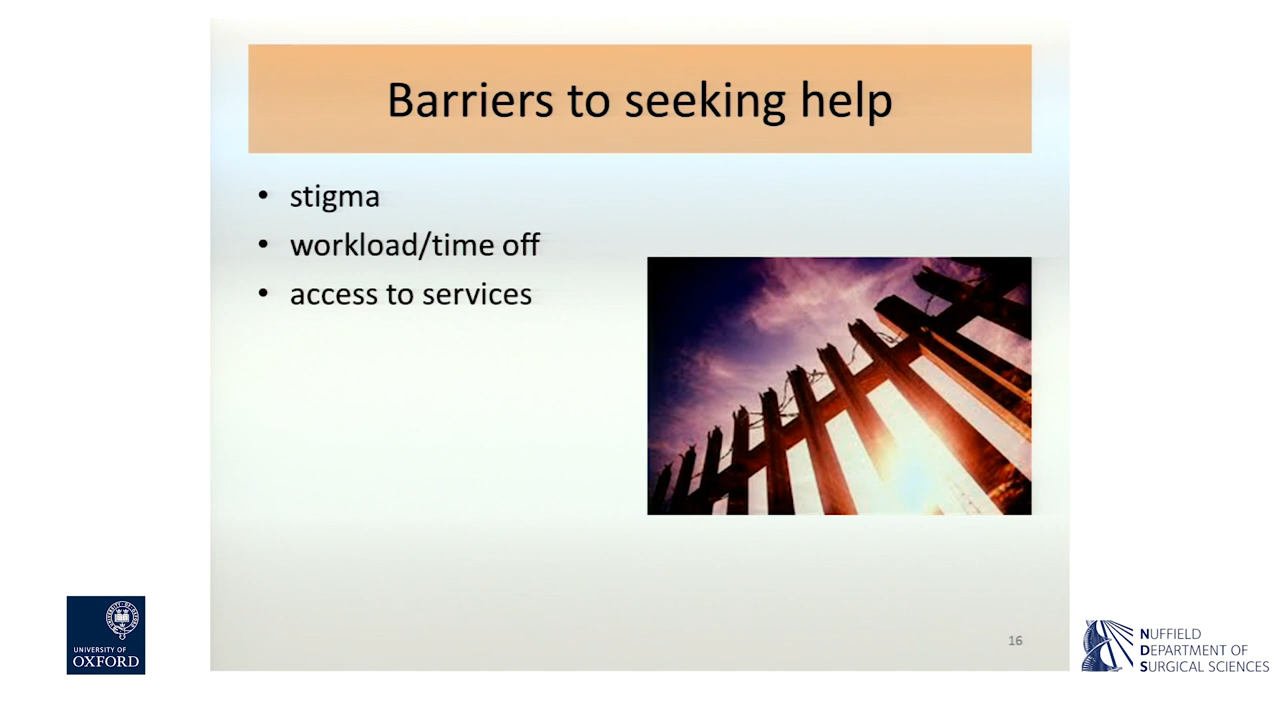 Barriers to seeking help
• stigma
• workload/time off
• access to services
16
UNIVERSITY OF
OXFORD
NUFFIELD
DEPARTMENT OF
SURGICAL SCIENCES